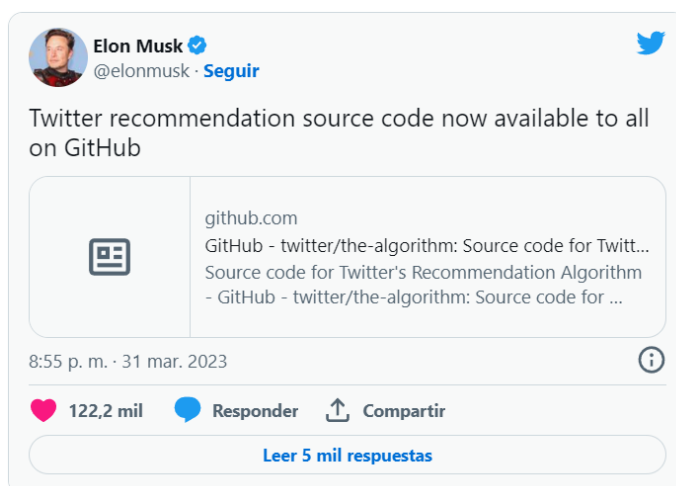 Elon Musk
@elonmusk · Seguir
Twitter recommendation source code now available to all
on GitHub
github.com
GitHub - twitter/the-algorithm: Source code for Twitt...
Source code for Twitter's Recommendation Algorithm
- GitHub - twitter/the-algorithm: Source code for ...
8:55 p. m. · 31 mar. 2023
122,2 mil Responder Compartir
Leer 5 mil respuestas